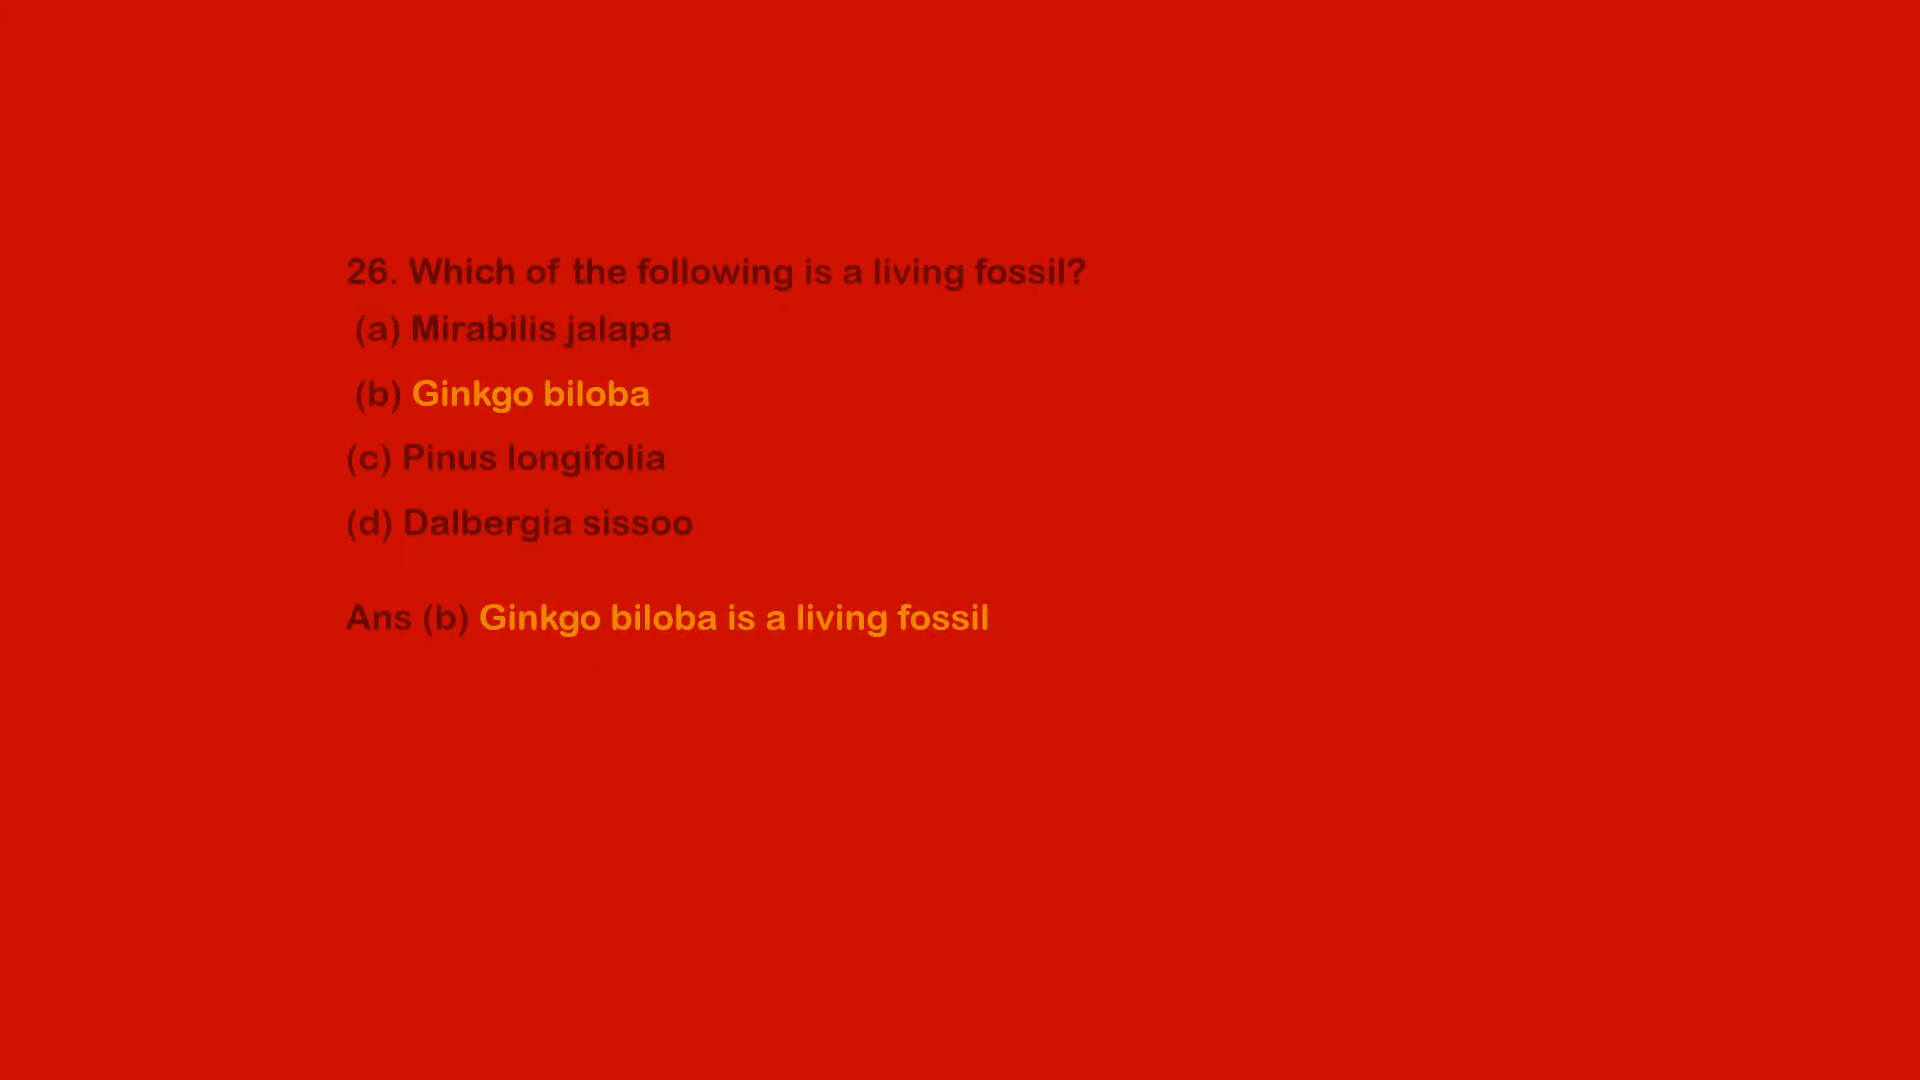 26. Which of the following is a living fossil?
(a) Mirabilis jalapa
(b) Ginkgo biloba
(c) Pinus longifolia
(d) Dalbergia sissoo
Ans (b) Ginkgo biloba is a living fossil